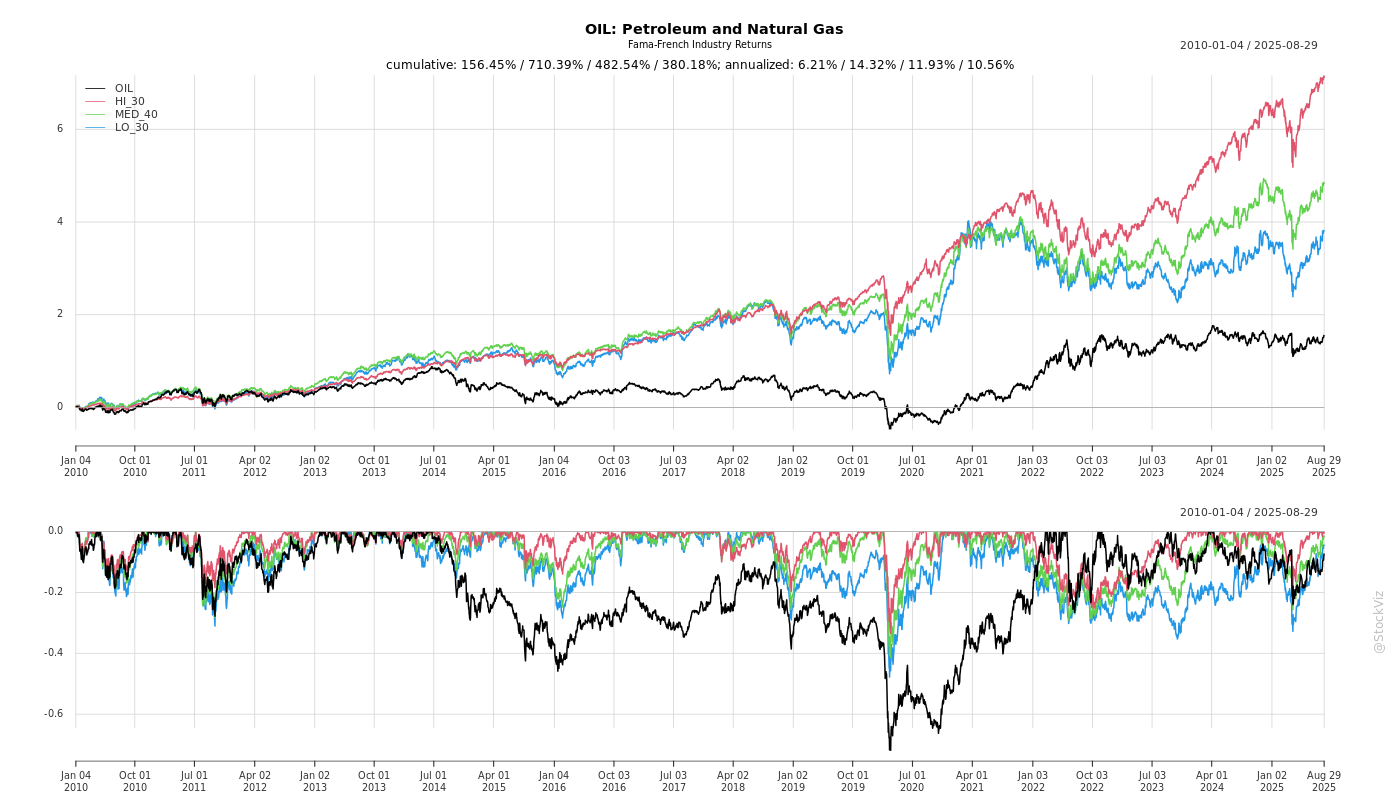 OIL: Petroleum and Natural Gas
Fama-French Industry Returns
2010-01-04 / 2025-08-29
cumulative: 156.45% / 710.39% / 482.54% / 380.18%; annualized: 6.21% / 14.32% / 11.93% / 10.56%
OIL
HI_30
MED_40
LO_30
6
4
2
0
Jan 04 Oct 01 Jul 01 Apr 02 Jan 02 Oct 01 Jul 01 Apr 01 Jan 04 Oct 03 Jul 03 Apr 02 Jan 02 Oct 01 Jul 01 Apr 01 Jan 03 Oct 03 Jul 03 Apr 01 Jan 02 Aug 29
2010 2010 2011 2012 2013 2013 2014 2015 2016 2016 2017 2018 2019 2019 2020 2021 2022 2022 2023 2024 2025 2025
2010-01-04 / 2025-08-29
0.0
-0.2
-0.4
-0.6
Jan 04 Oct 01 Jul 01 Apr 02 Jan 02 Oct 01 Jul 01 Apr 01 Jan 04 Oct 03 Jul 03 Apr 02 Jan 02 Oct 01 Jul 01 Apr 01 Jan 03 Oct 03 Jul 03 Apr 01 Jan 02 Aug 29
2010 2010 2011 2012 2013 2013 2014 2015 2016 2016 2017 2018 2019 2019 2020 2021 2022 2022 2023 2024 2025 2025
@StockViz